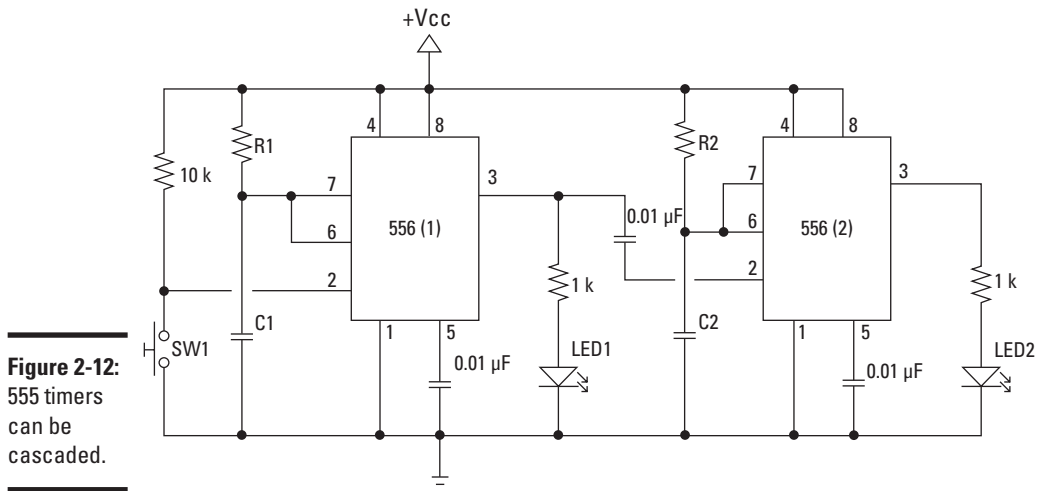 +Vcc
4
8
R1
10 k
7
3
6
556 (1)
2
SW1
C1
1
5
0.01 µF
0.01 µF
1 k
LED1
R2
4
8
7
3
6
556 (2)
2
C2
1
5
0.01 µF
1 k
LED2
Figure 2-12:
555 timers
can be
cascaded.